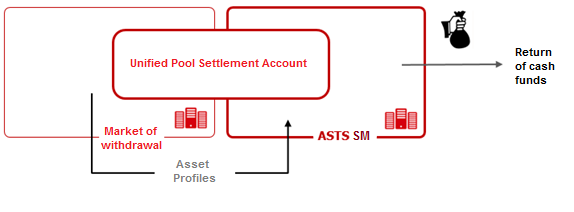 Unified Pool Settlement Account
Return
of cash
funds
Market of
withdrawal
ASTS SM
Asset
Profiles